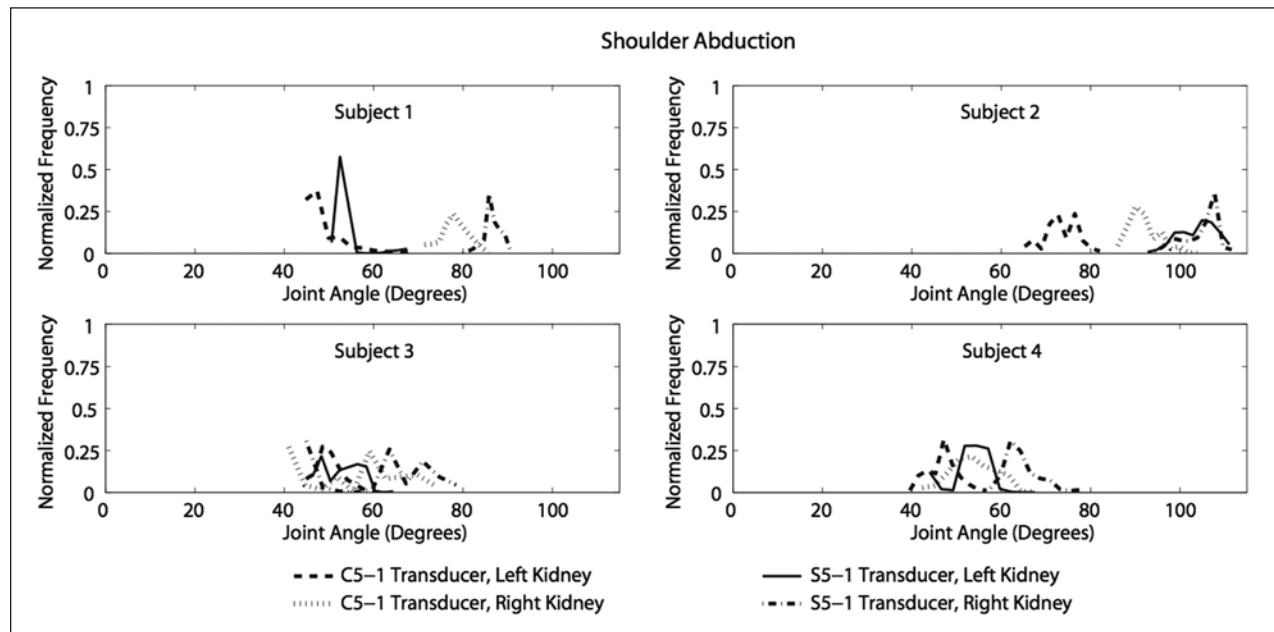 Shoulder Abduction
Normalized Frequency
1
0.75
0.5
0.25
0
Subject 1
0 20 40 60 80 100
Joint Angle (Degrees)
Normalized Frequency
1
0.75
0.5
0.25
0
Subject 2
0 20 40 60 80 100
Joint Angle (Degrees)
Normalized Frequency
1
0.75
0.5
0.25
0
Subject 3
0 20 40 60 80 100
Joint Angle (Degrees)
Normalized Frequency
1
0.75
0.5
0.25
0
Subject 4
0 20 40 60 80 100
Joint Angle (Degrees)
C5–1 Transducer, Left Kidney
C5–1 Transducer, Right Kidney
S5–1 Transducer, Left Kidney
S5–1 Transducer, Right Kidney